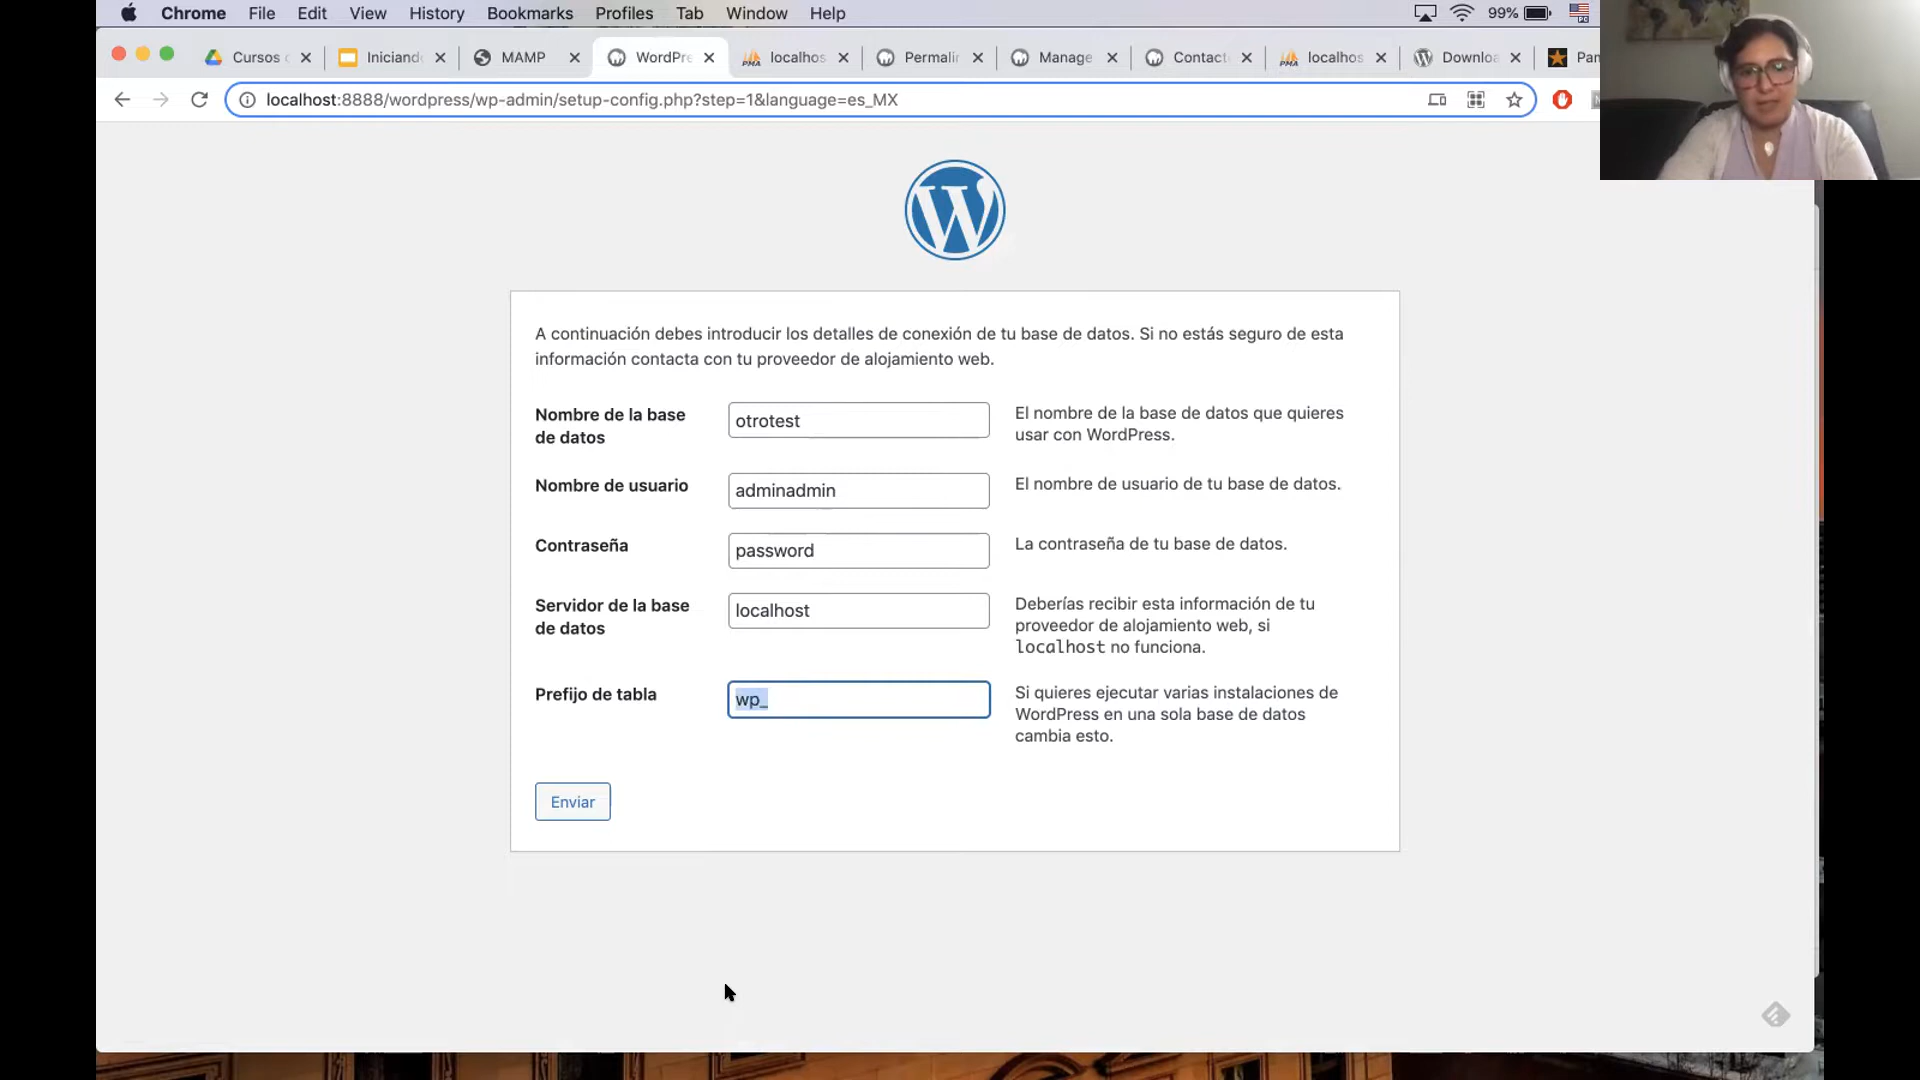 Chrome File Edit View History Bookmarks Profiles Tab Window Help 99%
Cursos Iniciand MAMP WordPre localhos Permalin Manage Contact localhos Downloa Pan
localhost:8888/wordpress/wp-admin/setup-config.php?step=1&language=es_MX
A continuación debes introducir los detalles de conexión de tu base de datos. Si no estás seguro de esta
información contacta con tu proveedor de alojamiento web.
Nombre de la base
de datos
otrotest
El nombre de la base de datos que quieres
usar con WordPress.
Nombre de usuario
adminadmin
El nombre de usuario de tu base de datos.
Contraseña
password
La contraseña de tu base de datos.
Servidor de la base
de datos
localhost
Deberías recibir esta información de tu
proveedor de alojamiento web, si
localhost no funciona.
Prefijo de tabla
wp_
Si quieres ejecutar varias instalaciones de
WordPress en una sola base de datos
cambia esto.
Enviar